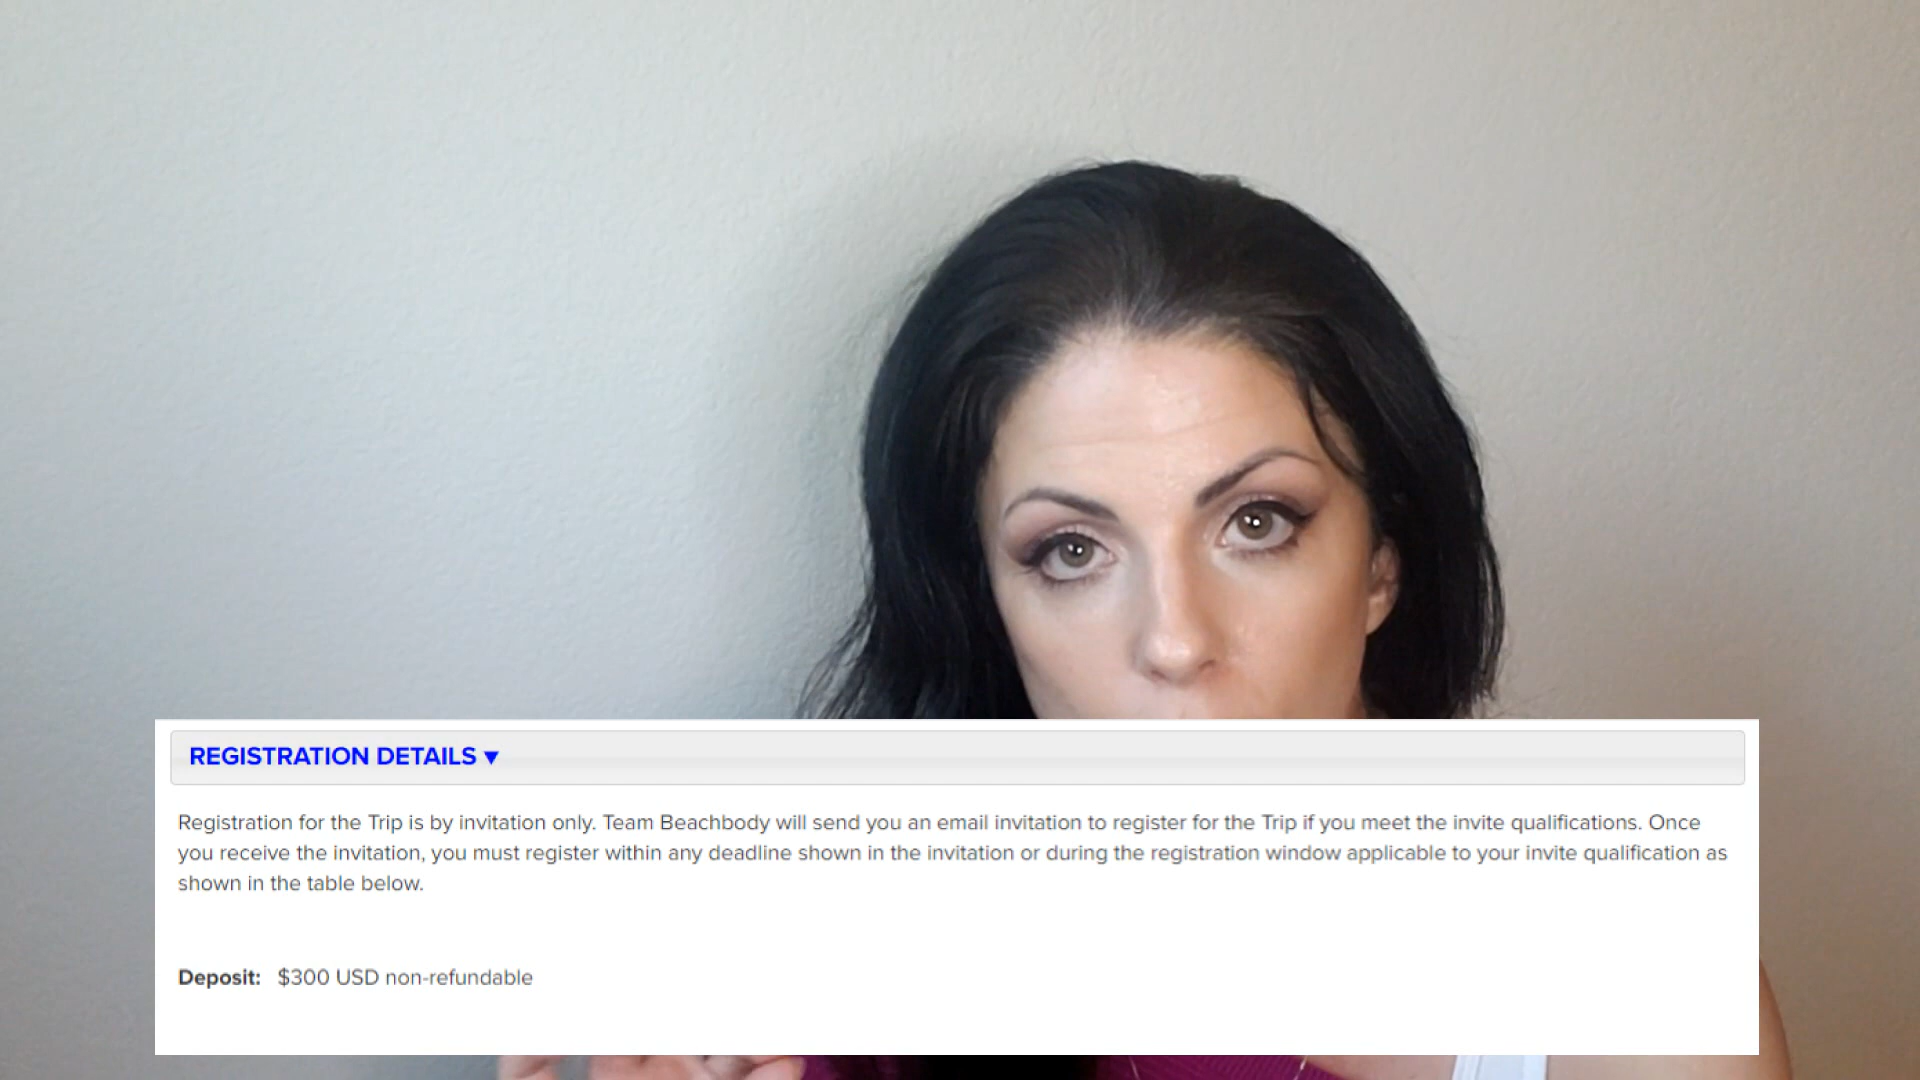 REGISTRATION DETAILS ▼
Registration for the Trip is by invitation only. Team Beachbody will send you an email invitation to register for the Trip if you meet the invite qualifications. Once
you receive the invitation, you must register within any deadline shown in the invitation or during the registration window applicable to your invite qualification as
shown in the table below.
Deposit: $300 USD non-refundable